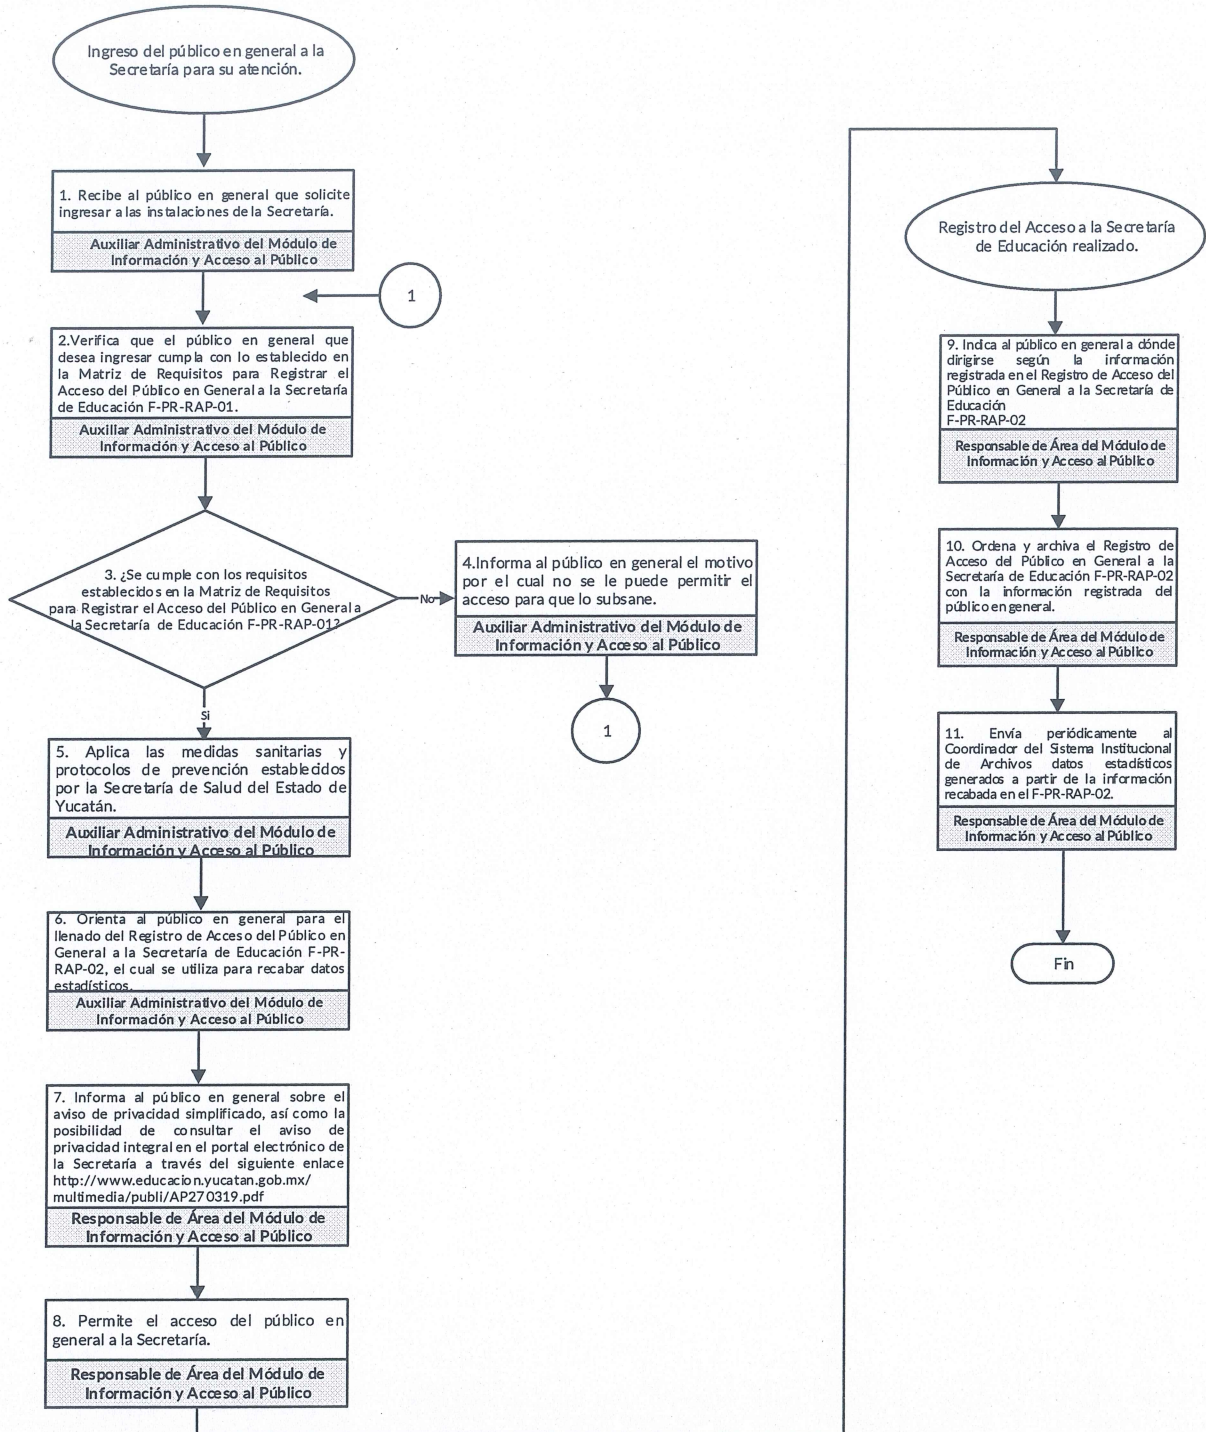 Ingreso del público en general a la
Secretaría para su atención.
1. Recibe al público en general que solicite
ingresar a las instalaciones de la Secretaría.
Auxiliar Administrativo del Módulo de
Información y Acceso al Público
1
2.Verifica que el público en general que
desea ingresar cumpla con lo establecido en
la Matriz de Requisitos para Registrar el
Acceso del Público en General a la Secretaría
de Educación F-PR-RAP-01.
Auxiliar Administrativo del Módulo de
Información y Acceso al Público
3. ¿Se cumple con los requisitos
establecidos en la Matriz de Requisitos
para Registrar el Acceso del Público en General a
la Secretaría de Educación F-PR-RAP-01?
No
4.Informa al público en general el motivo
por el cual no se le puede permitir el
acceso para que lo subsane.
Auxiliar Administrativo del Módulo de
Información y Acceso al Público
1
Si
5. Aplica las medidas sanitarias y
protocolos de prevención establecidos
por la Secretaría de Salud del Estado de
Yucatán.
Auxiliar Administrativo del Módulo de
Información y Acceso al Público
6. Orienta al público en general para el
llenado del Registro de Acceso del Público en
General a la Secretaría de Educación F-PR-
RAP-02, el cual se utiliza para recabar datos
estadísticos.
Auxiliar Administrativo del Módulo de
Información y Acceso al Público
7. Informa al público en general sobre el
aviso de privacidad simplificado, así como la
posibilidad de consultar el aviso de
privacidad integral en el portal electrónico de
la Secretaría a través del siguiente enlace
http://www.educacion.yucatan.gob.mx/
multimedia/publi/AP270319.pdf
Responsable de Área del Módulo de
Información y Acceso al Público
8. Permite el acceso del público en
general a la Secretaría.
Responsable de Área del Módulo de
Información y Acceso al Público
Registro del Acceso a la Secretaría
de Educación realizado.
9. Indica al público en general a dónde
dirigirse según la información
registrada en el Registro de Acceso del
Público en General a la Secretaría de
Educación
F-PR-RAP-02
Responsable de Área del Módulo de
Información y Acceso al Público
10. Ordena y archiva el Registro de
Acceso del Público en General a la
Secretaría de Educación F-PR-RAP-02
con la información registrada del
público en general.
Responsable de Área del Módulo de
Información y Acceso al Público
11. Envía periódicamente al
Coordinador del Sistema Institucional
de Archivos datos estadísticos
generados a partir de la información
recabada en el F-PR-RAP-02.
Responsable de Área del Módulo de
Información y Acceso al Público
Fin